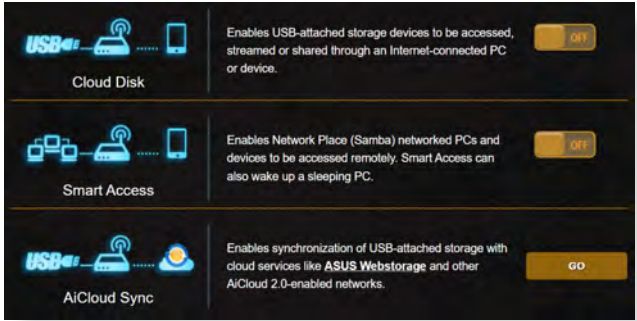 USB
Cloud Disk
Enables USB-attached storage devices to be accessed,
streamed or shared through an Internet-connected PC
or device.
OFF
Smart Access
Enables Network Place (Samba) networked PCs and
devices to be accessed remotely. Smart Access can
also wake up a sleeping PC.
OFF
USB
AiCloud Sync
Enables synchronization of USB-attached storage with
cloud services like ASUS Webstorage and other
AiCloud 2.0-enabled networks.
GO